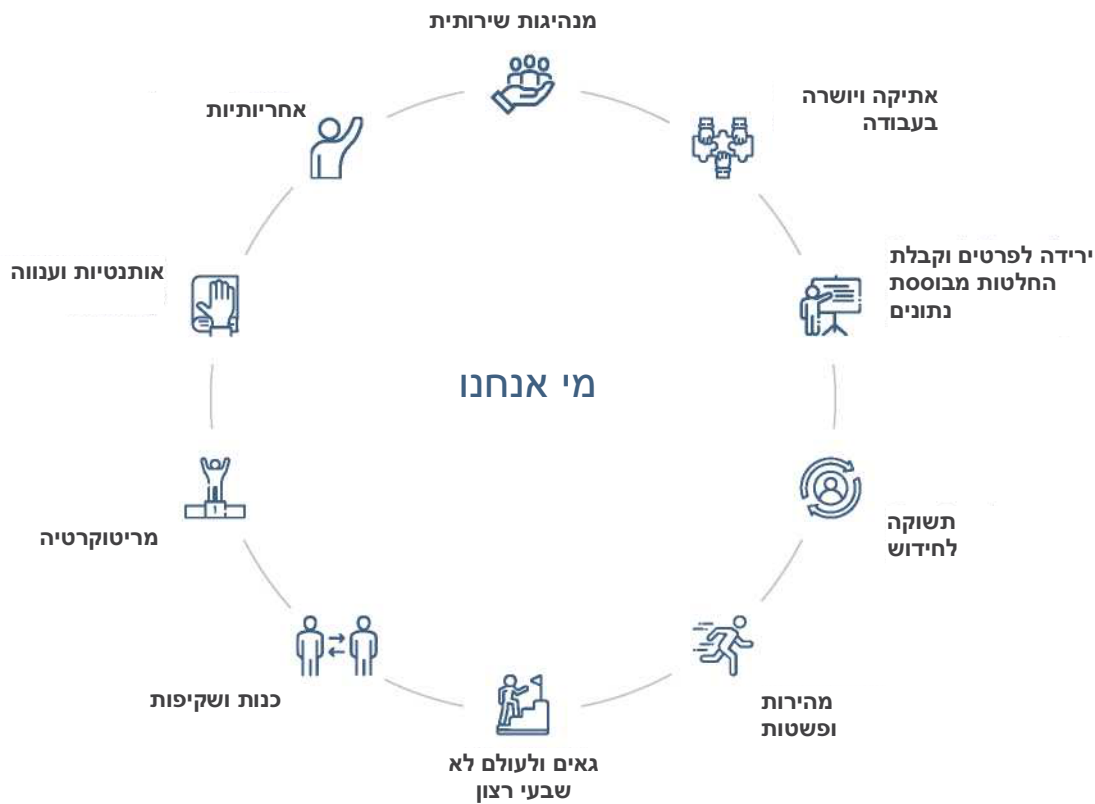 מנהיגות שירותית
אתיקה ויושרה
בעבודה
ירידה לפרטים וקבלת
החלטות מבוססת
נתונים
תשוקה
לחידוש
מהירות
ופשטות
גאים ולעולם לא
שבעי רצון
כנות ושקיפות
מריטוקרטיה
אותנטיות וענווה
אחריותיות
מי אנחנו